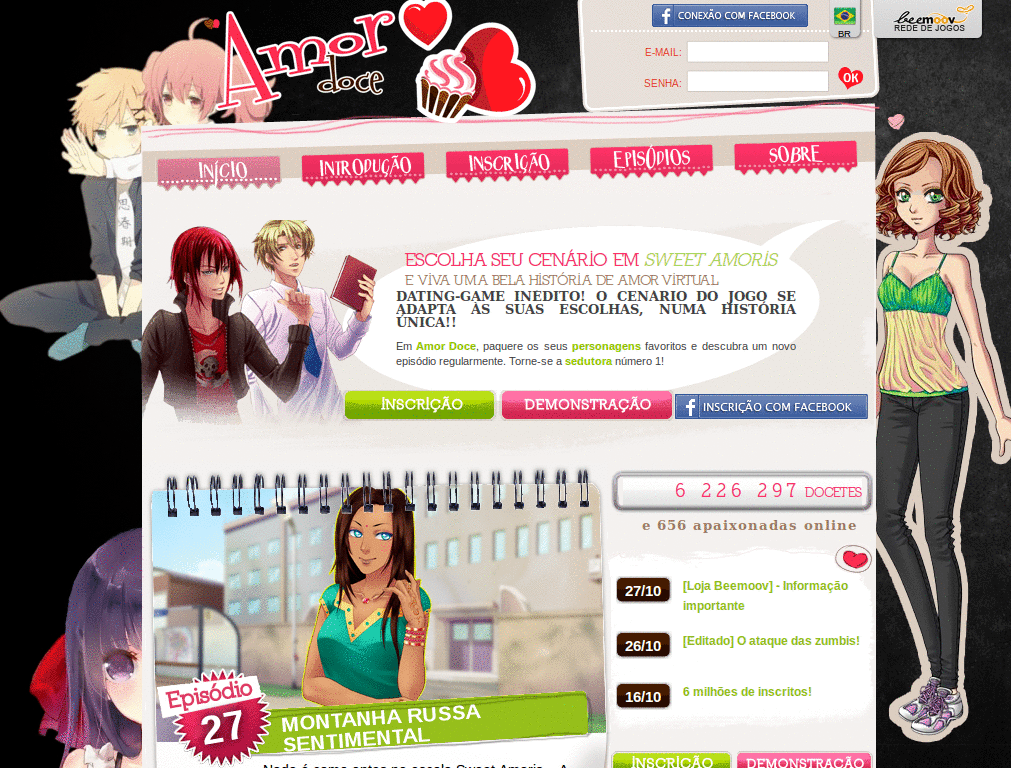 Amor
doce
CONEXÃO COM FACEBOOK
BR
beemoov
REDE DE JOGOS
E-MAIL:
SENHA:
OK
INÍCIO
INTRODUÇÃO
INSCRIÇÃO
EPISÓDIOS
SOBRE
思春期
ESCOLHA SEU CENÁRIO EM SWEET AMORIS
E VIVA UMA BELA HISTÓRIA DE AMOR VIRTUAL
DATING-GAME INEDITO! O CENARIO DO JOGO SE
ADAPTA ÀS SUAS ESCOLHAS, NUMA HISTÓRIA
ÚNICA!!
Em Amor Doce, paquere os seus personagens favoritos e descubra um novo
episódio regularmente. Torne-se a sedutora número 1!
INSCRIÇÃO
DEMONSTRAÇÃO
INSCRIÇÃO COM FACEBOOK
6 226 297 DOCETES
e 656 apaixonadas online
27/10
[Loja Beemoov] - Informação
importante
26/10
[Editado] O ataque das zumbis!
16/10
6 milhões de inscritos!
Episódio
27
MONTANHA RUSSA
SENTIMENTAL
INSCRIÇÃO
DEMONSTRAÇÃO
Nada é como antes na escola Sweet Amoris... A